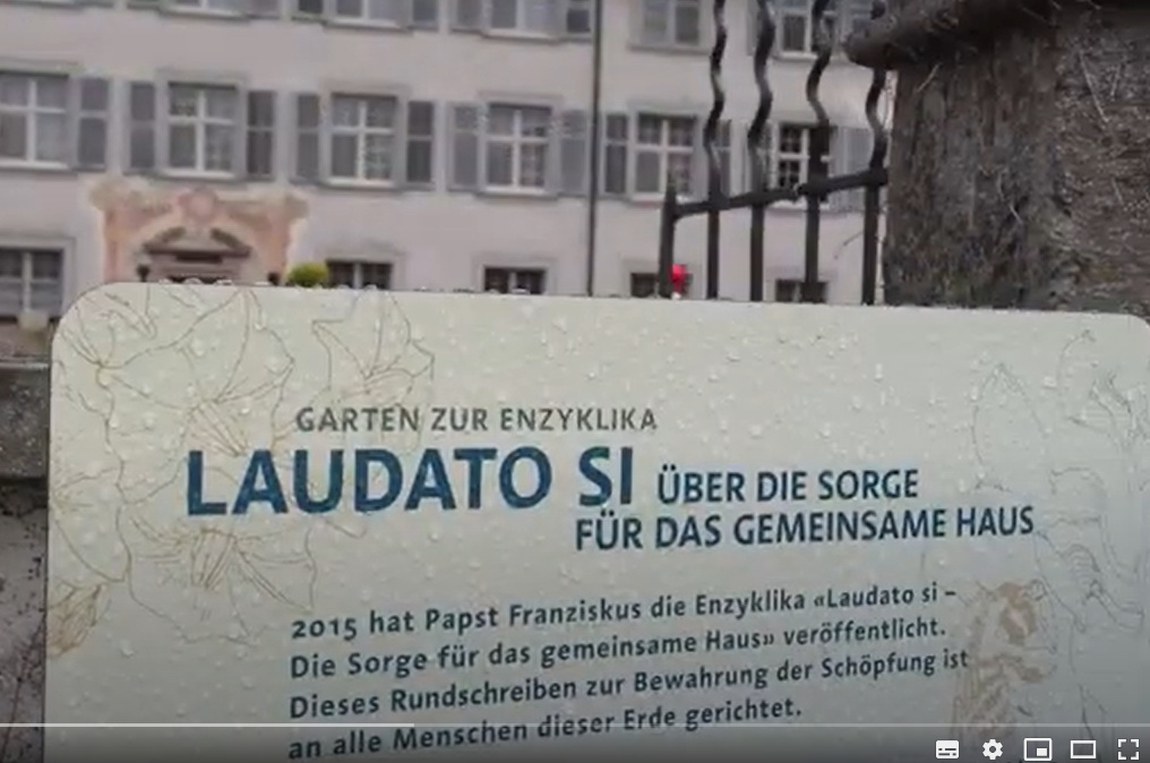 GARTEN ZUR ENZYKLIKA
LAUDATO SI ÜBER DIE SORGE
FÜR DAS GEMEINSAME HAUS
2015 hat Papst Franziskus die Enzyklika «Laudato si –
Die Sorge für das gemeinsame Haus» veröffentlicht.
Dieses Rundschreiben zur Bewahrung der Schöpfung ist
an alle Menschen dieser Erde gerichtet.